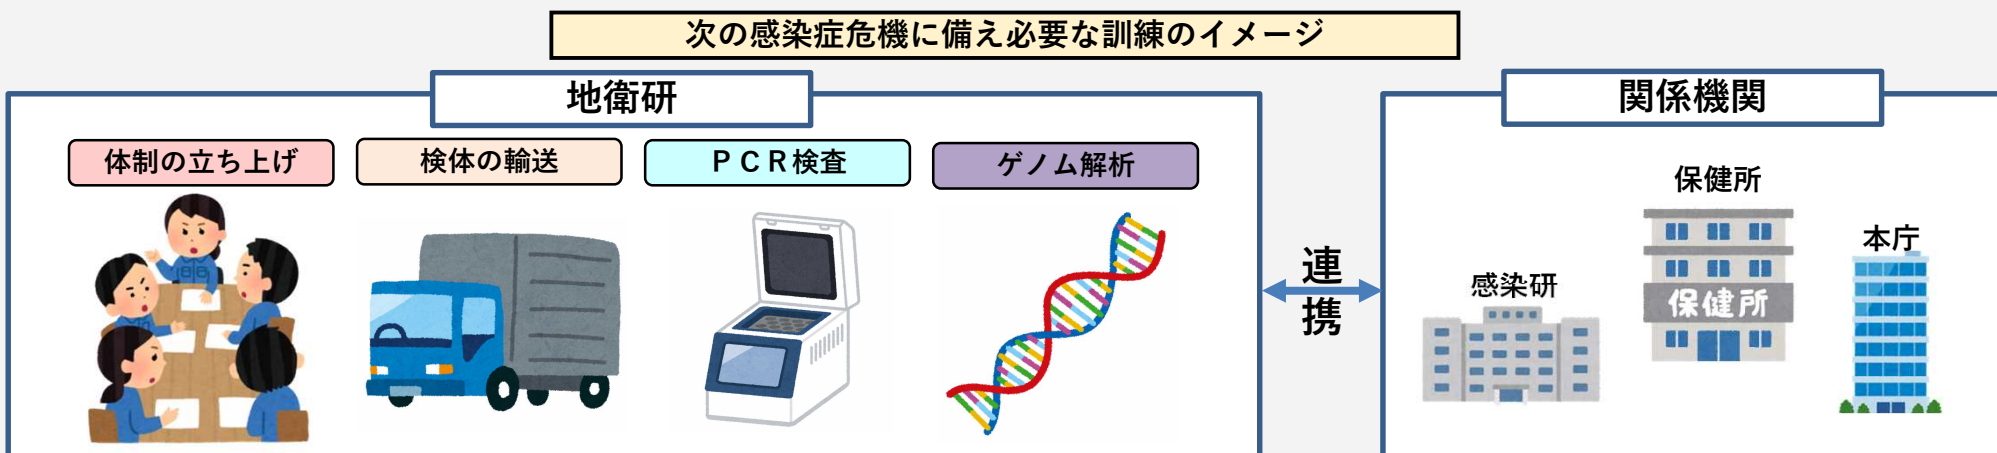 次の感染症危機に備え必要な訓練のイメージ
地衛研
体制の立ち上げ
検体の輸送
ＰＣＲ検査
ゲノム解析
連携
関係機関
感染研
保健所
保健所
本庁